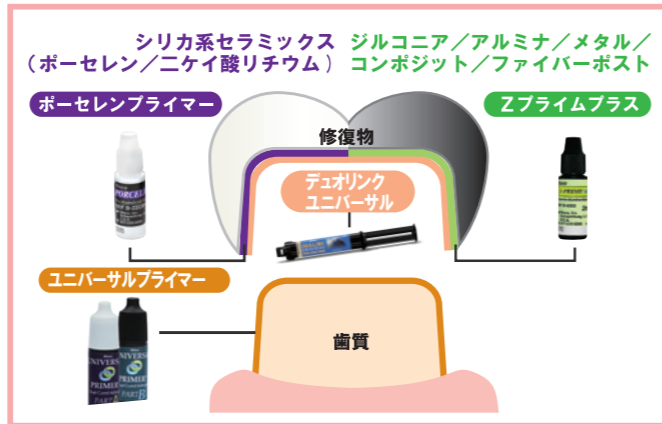 シリカ系セラミックス
（ポーセレン／二ケイ酸リチウム）
ジルコニア／アルミナ／メタル／
コンポジット／ファイバーポスト
ポーセレンプライマー
Zプライムプラス
修復物
デュオリンク
ユニバーサル
PORCELA
ユニバーサルプライマー
歯質
UNIVERS
PRIMER
PART B